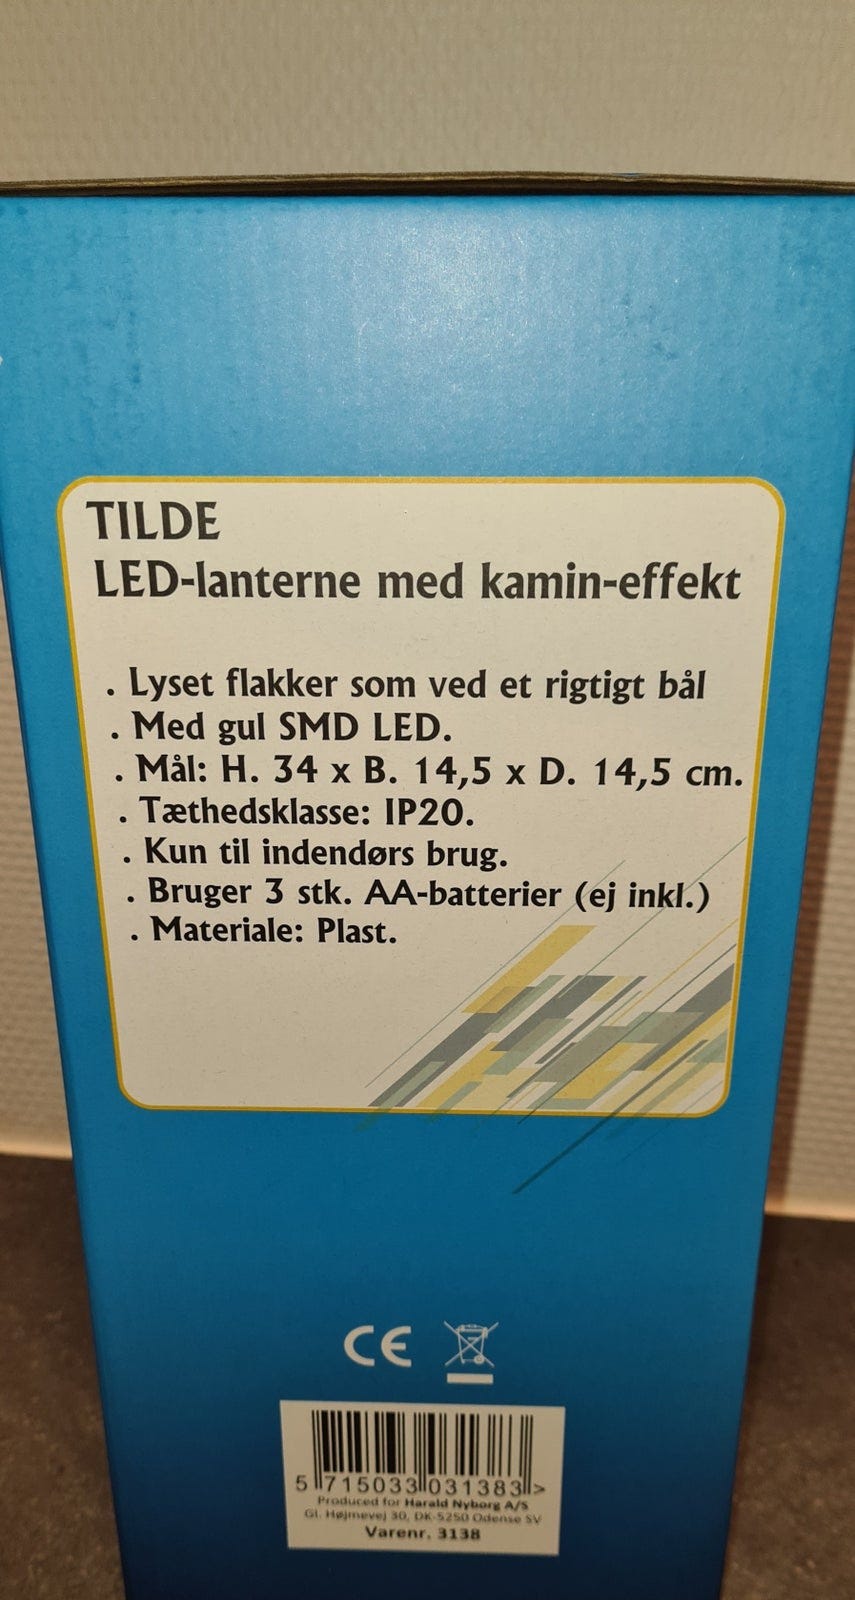 TILDE
LED-lanterne med kamin-effekt
. Lyset flakker som ved et rigtigt bål
. Med gul SMD LED.
. Mål: H. 34 x B. 14,5 x D. 14,5 cm.
. Tæthedsklasse: IP20.
. Kun til indendørs brug.
. Bruger 3 stk. AA-batterier (ej inkl.)
. Materiale: Plast.
CE
5 715033 031383 >
Produced for Harald Nyborg A/S
Gl. Højmevej 30, DK-5250 Odense SV
Varenr. 3138